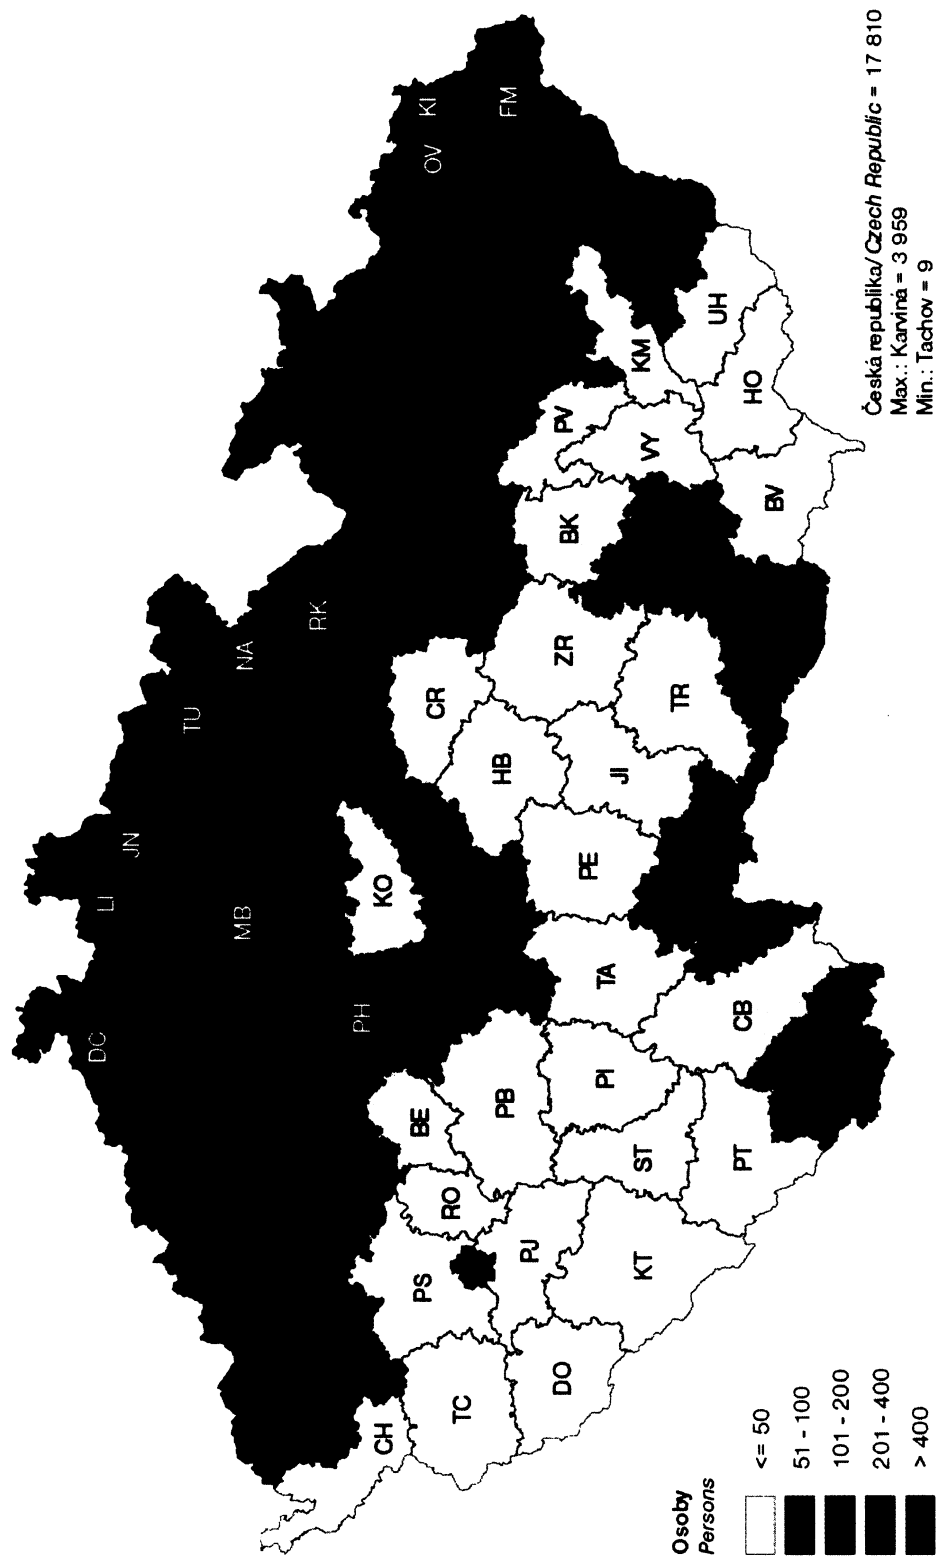 DC
LI
JN
TU
NA
MB
RK
PH
KO
CR
OV
KI
FM
CH
PS
RO
BE
TC
HB
PB
PJ
DO
TA
PE
JI
ZR
BK
PV
PI
ST
KT
TR
VY
KM
UH
PT
CB
BV
HO
Osoby
Persons
<= 50
51 - 100
101 - 200
201 - 400
> 400
Česká republika/ Czech Republic = 17 810
Max.: Karviná = 3 959
Min.: Tachov = 9